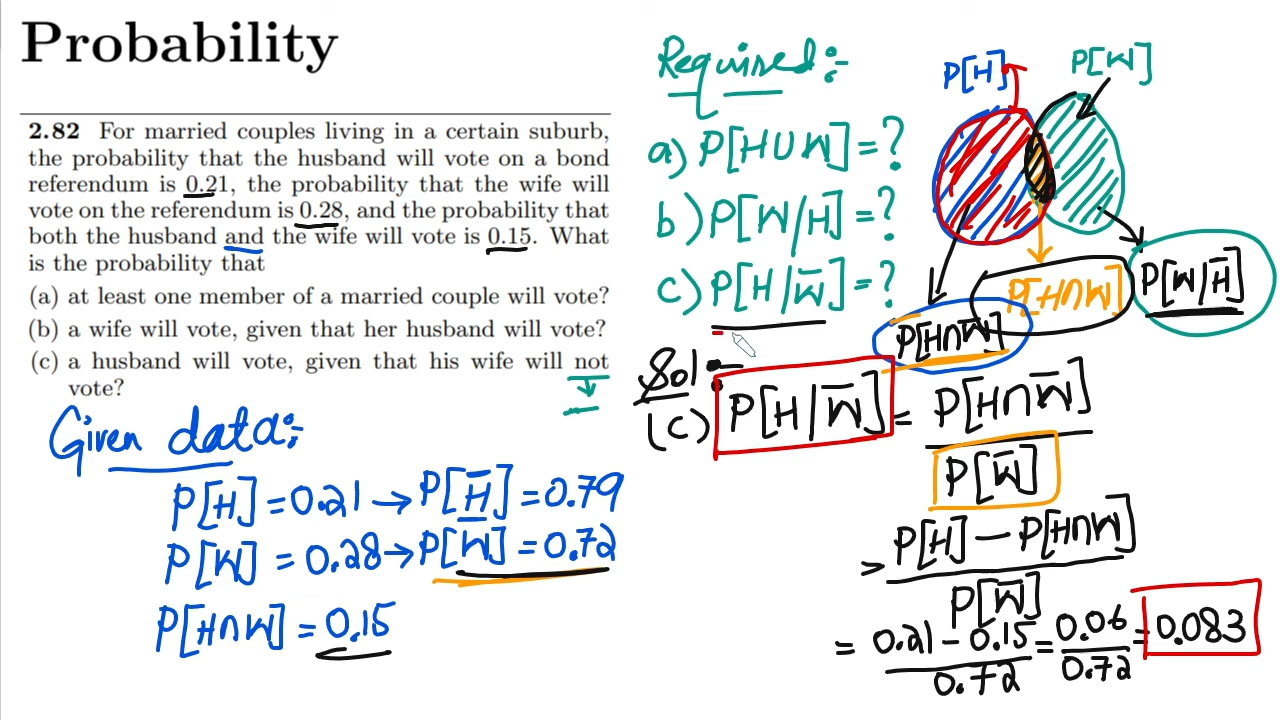 Probability
2.82 For married couples living in a certain suburb,
the probability that the husband will vote on a bond
referendum is 0.21, the probability that the wife will
vote on the referendum is 0.28, and the probability that
both the husband and the wife will vote is 0.15. What
is the probability that
(a) at least one member of a married couple will vote?
(b) a wife will vote, given that her husband will vote?
(c) a husband will vote, given that his wife will not
vote?
Given data:
P[H] = 0.21 → P[H̅] = 0.79
P[W] = 0.28 → P[W̅] = 0.72
P[H∩W] = 0.15
Required:-
a) P[H∪W] = ?
b) P[W/H] = ?
c) P[H/W̅] = ?
P[H]
P[W]
P[H∩W̅]
P[H∩W]
P[W/H̅]
Sol:-
(c) P[H|W̅] = P[H∩W̅]
P[W̅]
= P[H] - P[H∩W]
P[W̅]
= 0.21 - 0.15 = 0.06 = 0.083
0.72 0.72